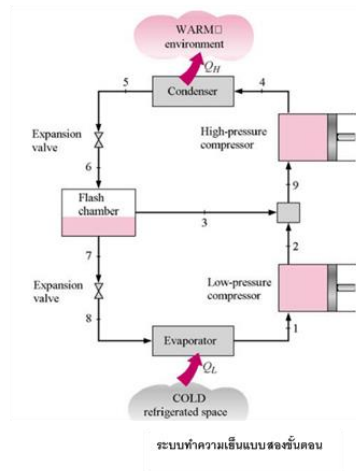 WARM□
environment
Q_H
5
4
Condenser
Expansion
valve
High-pressure
compressor
6
9
Flash
chamber
3
7
2
Expansion
valve
Low-pressure
compressor
8
Evaporator
1
Q_L
COLD
refrigerated space
ระบบทำความเย็นแบบสองขั้นตอน